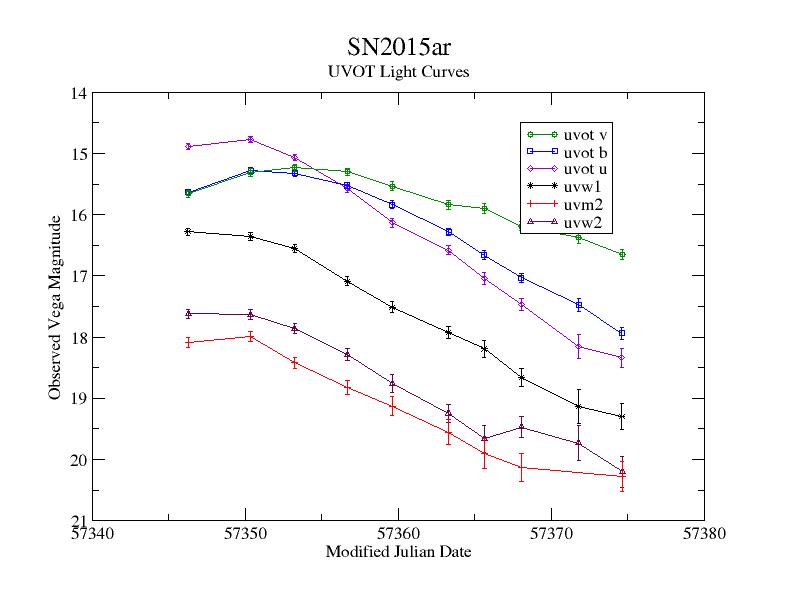 SN2015ar
UVOT Light Curves
14
15
16
17
18
19
20
21
Observed Vega Magnitude
uvot v
uvot b
uvot u
uvw1
uvm2
uvw2
57340 57350 57360 57370 57380
Modified Julian Date